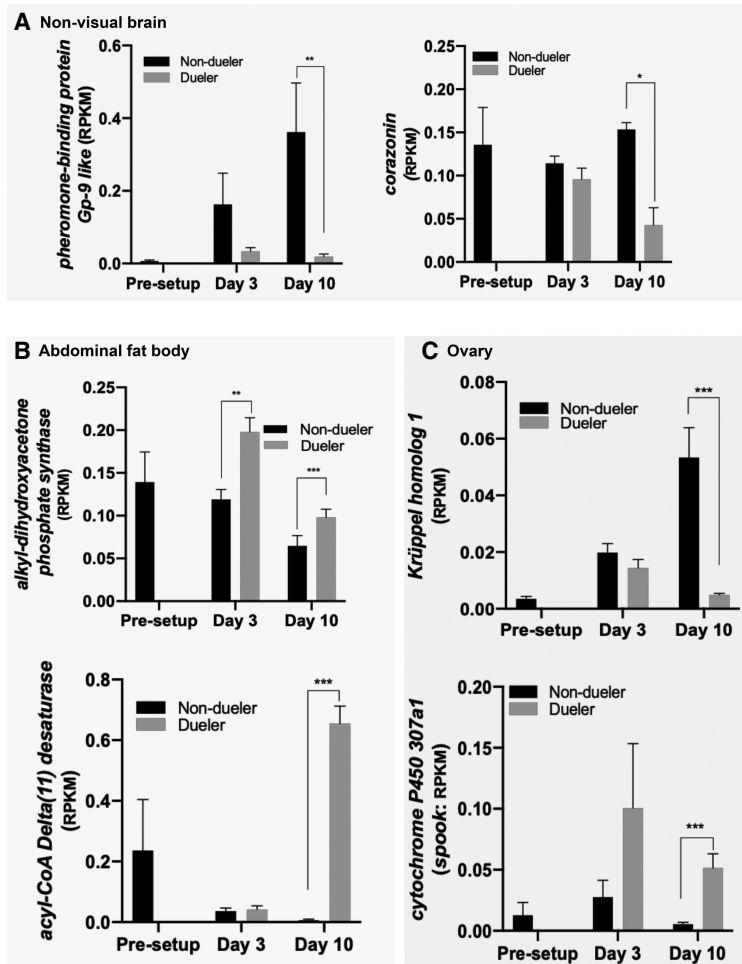 A Non-visual brain
pheromone-binding protein
Gp-9 like (RPKM)
0.6
0.4
0.2
0.0
Non-dueler
Dueler
**
Pre-setup Day 3 Day 10
corazonin
(RPKM)
0.25
0.20
0.15
0.10
0.05
0.00
Non-dueler
Dueler
*
Pre-setup Day 3 Day 10
B Abdominal fat body
alkyl-dihydroxyacetone
phosphate synthase
(RPKM)
0.25
0.20
0.15
0.10
0.05
0.00
**
Non-dueler
Dueler
***
Pre-setup Day 3 Day 10
acyl-CoA Delta(11) desaturase
(RPKM)
0.8
0.6
0.4
0.2
0.0
Non-dueler
Dueler
***
Pre-setup Day 3 Day 10
C Ovary
Krüppel homolog 1
(RPKM)
0.08
0.06
0.04
0.02
0.00
Non-dueler
Dueler
***
Pre-setup Day 3 Day 10
cytochrome P450 307a1
(spook: RPKM)
0.20
0.15
0.10
0.05
0.00
Non-dueler
Dueler
***
Pre-setup Day 3 Day 10